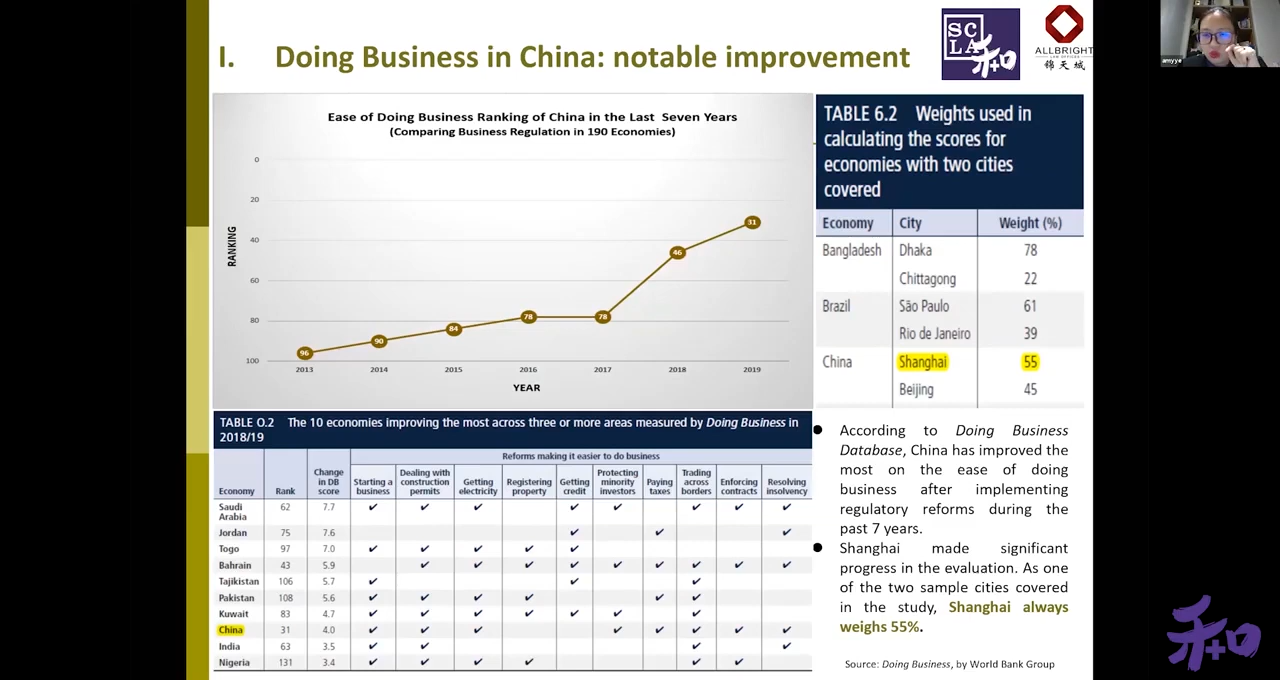 I. Doing Business in China: notable improvement
SC
LA
和
ALLBRIGHT
LAW OFFICES
錦天城
amyye
Ease of Doing Business Ranking of China in the Last Seven Years
(Comparing Business Regulation in 190 Economies)
RANKING
0
20
40
60
80
100
96
90
84
78
78
46
31
2013 2014 2015 2016 2017 2018 2019
YEAR
TABLE 6.2 Weights used in
calculating the scores for
economies with two cities
covered
Economy City Weight (%)
Bangladesh Dhaka 78
Chittagong 22
Brazil São Paulo 61
Rio de Janeiro 39
China Shanghai 55
Beijing 45
TABLE O.2 The 10 economies improving the most across three or more areas measured by Doing Business in
2018/19
Reforms making it easier to do business
Economy Rank Change in DB score Starting a business Dealing with construction permits Getting electricity Registering property Getting credit Protecting minority investors Paying taxes Trading across borders Enforcing contracts Resolving insolvency
Saudi Arabia 62 7.7 ✔ ✔ ✔ ✔ ✔ ✔ ✔ ✔
Jordan 75 7.6 ✔ ✔ ✔
Togo 97 7.0 ✔ ✔ ✔ ✔ ✔
Bahrain 43 5.9 ✔ ✔ ✔ ✔ ✔ ✔ ✔ ✔ ✔
Tajikistan 106 5.7 ✔ ✔ ✔
Pakistan 108 5.6 ✔ ✔ ✔ ✔ ✔ ✔
Kuwait 83 4.7 ✔ ✔ ✔ ✔ ✔ ✔ ✔
China 31 4.0 ✔ ✔ ✔ ✔ ✔ ✔ ✔ ✔
India 63 3.5 ✔ ✔ ✔ ✔
Nigeria 131 3.4 ✔ ✔ ✔ ✔ ✔ ✔
● According to Doing Business
Database, China has improved the
most on the ease of doing
business after implementing
regulatory reforms during the
past 7 years.
● Shanghai made significant
progress in the evaluation. As one
of the two sample cities covered
in the study, Shanghai always
weighs 55%.
Source: Doing Business, by World Bank Group
和